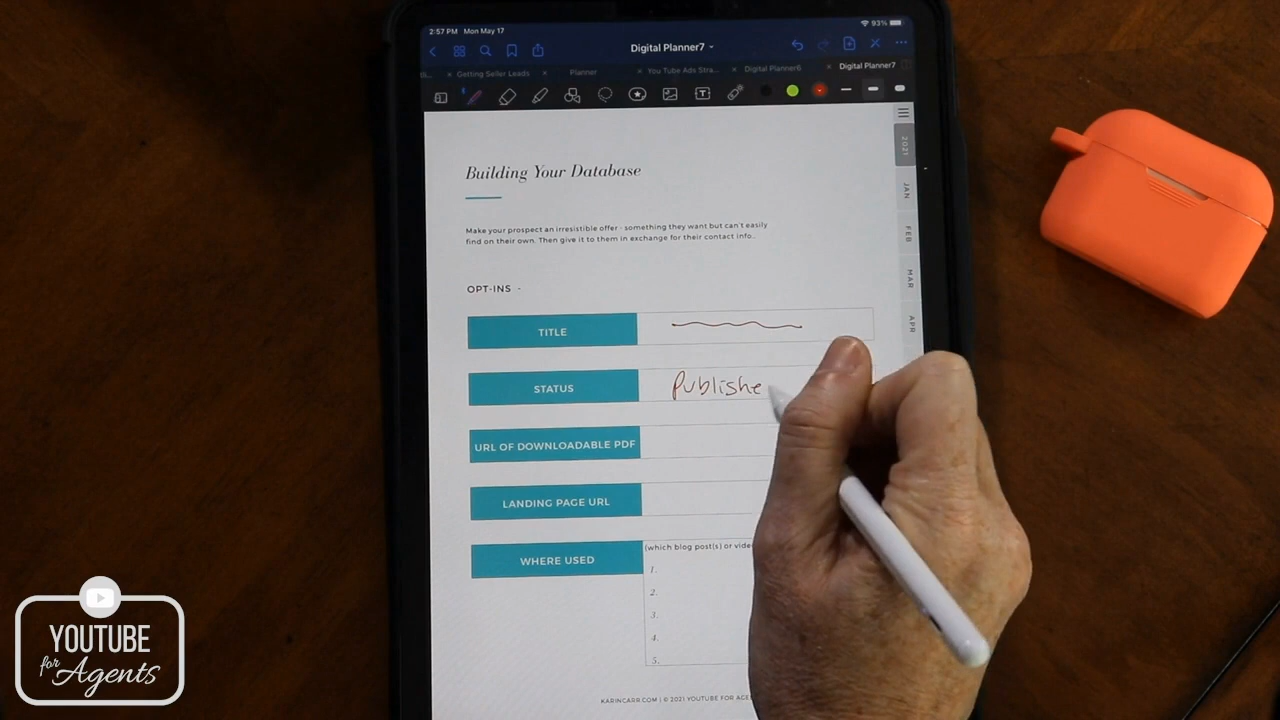 2:57 PM Mon May 17
93%
Digital Planner7
Getting Seller Leads
Planner
You Tube Ads Stra...
Digital Planner6
Digital Planner7
Building Your Database
2021
JAN
FEB
MAR
APR
Make your prospect an irresistible offer - something they want but can't easily
find on their own. Then give it to them in exchange for their contact info...
OPT-INS -
TITLE
STATUS
Publishe
URL OF DOWNLOADABLE PDF
LANDING PAGE URL
WHERE USED
(which blog post(s) or vide
1.
2.
3.
4.
5.
KARINCARR.COM | © 2021 YOUTUBE FOR AGE
YOUTUBE
for Agents